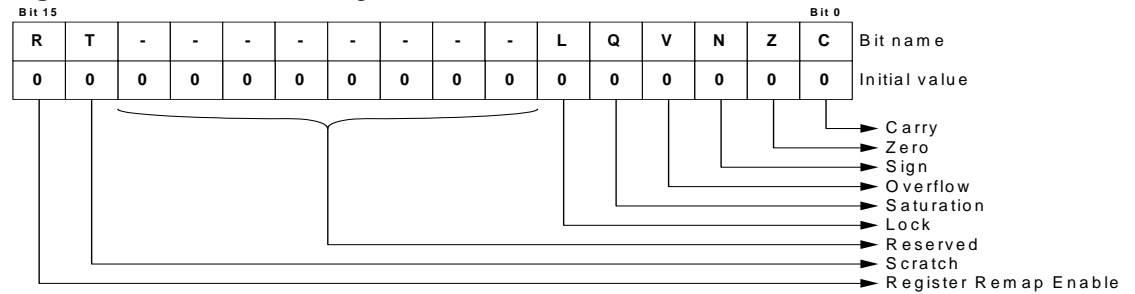 Bit 15 Bit 0
R T - - - - - - - - L Q V N Z C Bit name
0 0 0 0 0 0 0 0 0 0 0 0 0 0 0 0 Initial value
Carry
Zero
Sign
Overflow
Saturation
Lock
Reserved
Scratch
Register Remap Enable